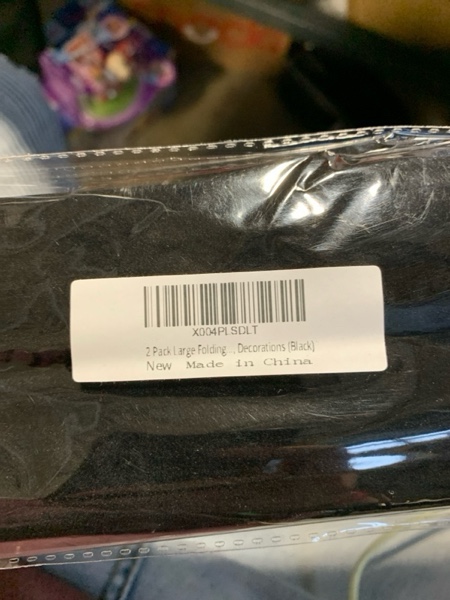 X004PLSDLT
2 Pack Large Folding..., Decorations (Black)
New Made in China